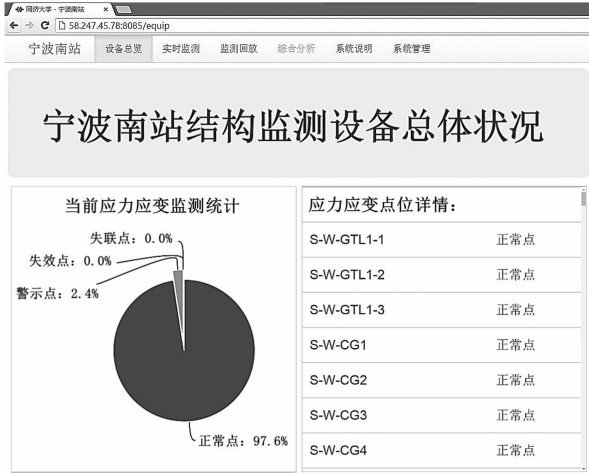 同济大学 - 宁波南站
58.247.45.78:8085/equip
宁波南站 设备总览 实时监测 监测回放 综合分析 系统说明 系统管理
宁波南站结构监测设备总体状况
当前应力应变监测统计
失联点: 0.0%
失效点: 0.0%
警示点: 2.4%
正常点: 97.6%
应力应变点位详情:
S-W-GTL1-1 正常点
S-W-GTL1-2 正常点
S-W-GTL1-3 正常点
S-W-CG1 正常点
S-W-CG2 正常点
S-W-CG3 正常点
S-W-CG4 正常点